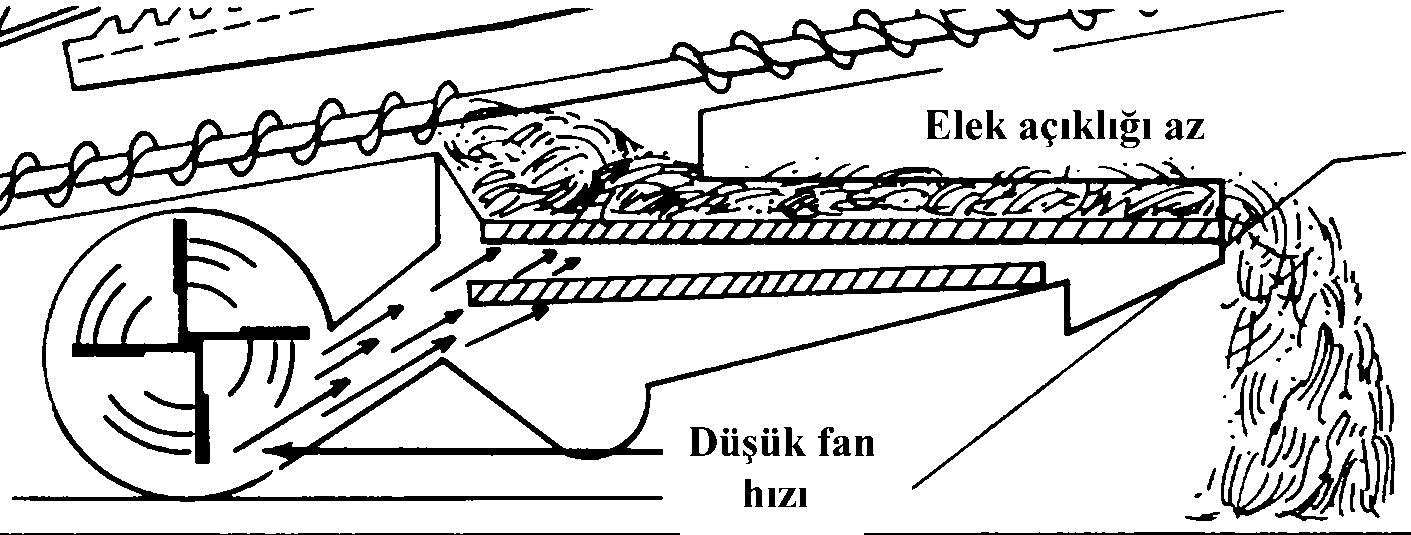 Elek açıklığı az
Düşük fan
hızı